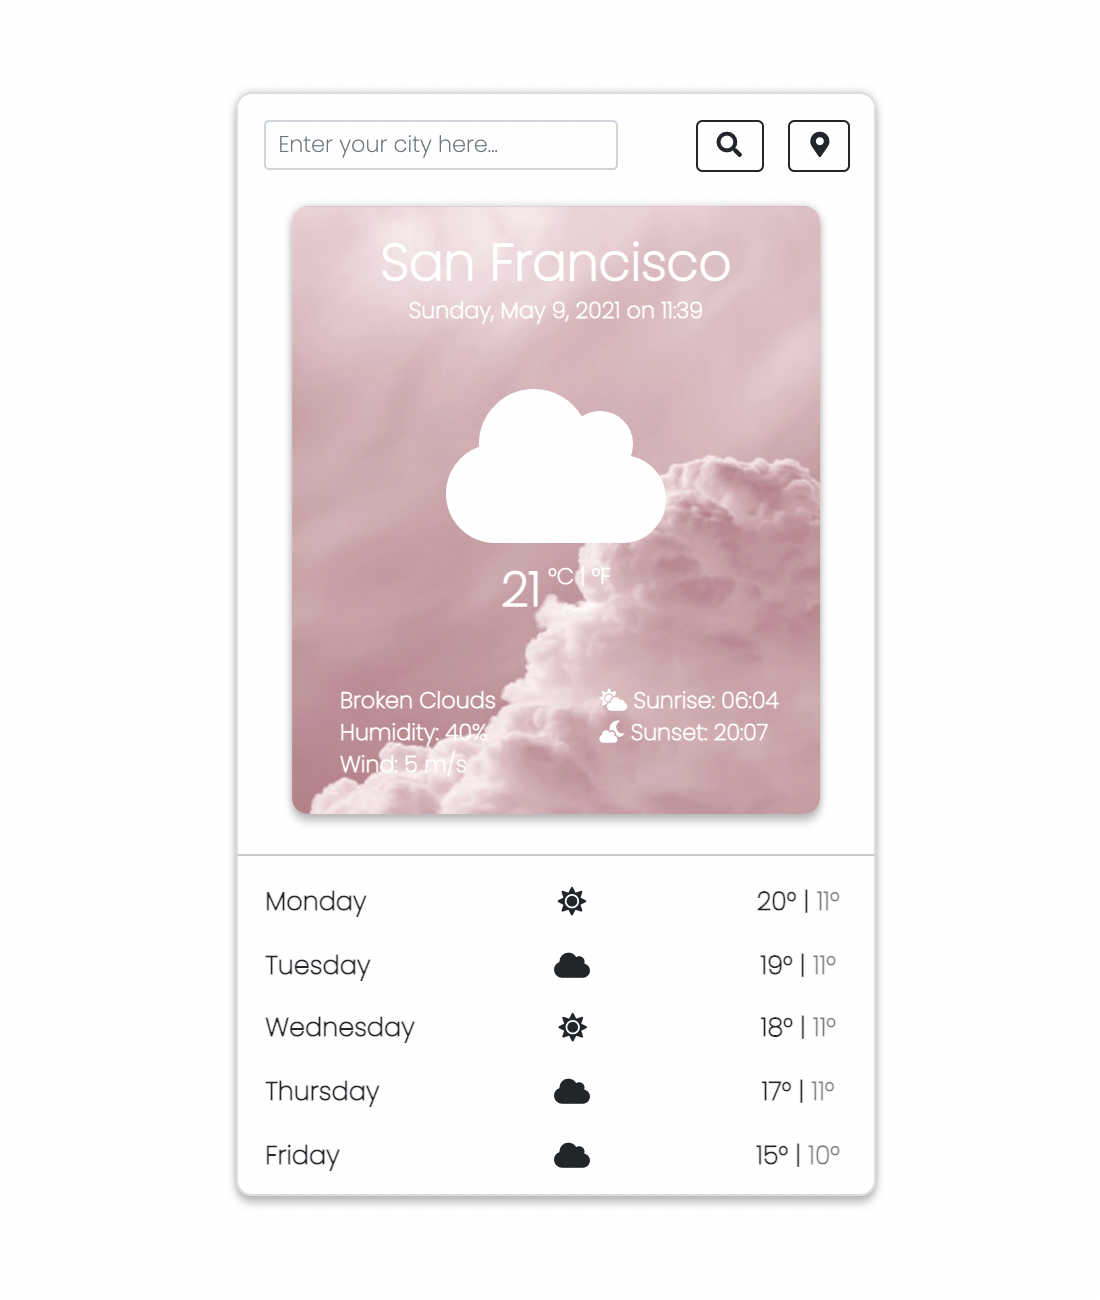 Enter your city here...
San Francisco
Sunday, May 9, 2021 on 11:39
21 °C | °F
Broken Clouds
Humidity: 40%
Wind: 5 m/s
Sunrise: 06:04
Sunset: 20:07
Monday 20° | 11°
Tuesday 19° | 11°
Wednesday 18° | 11°
Thursday 17° | 11°
Friday 15° | 10°